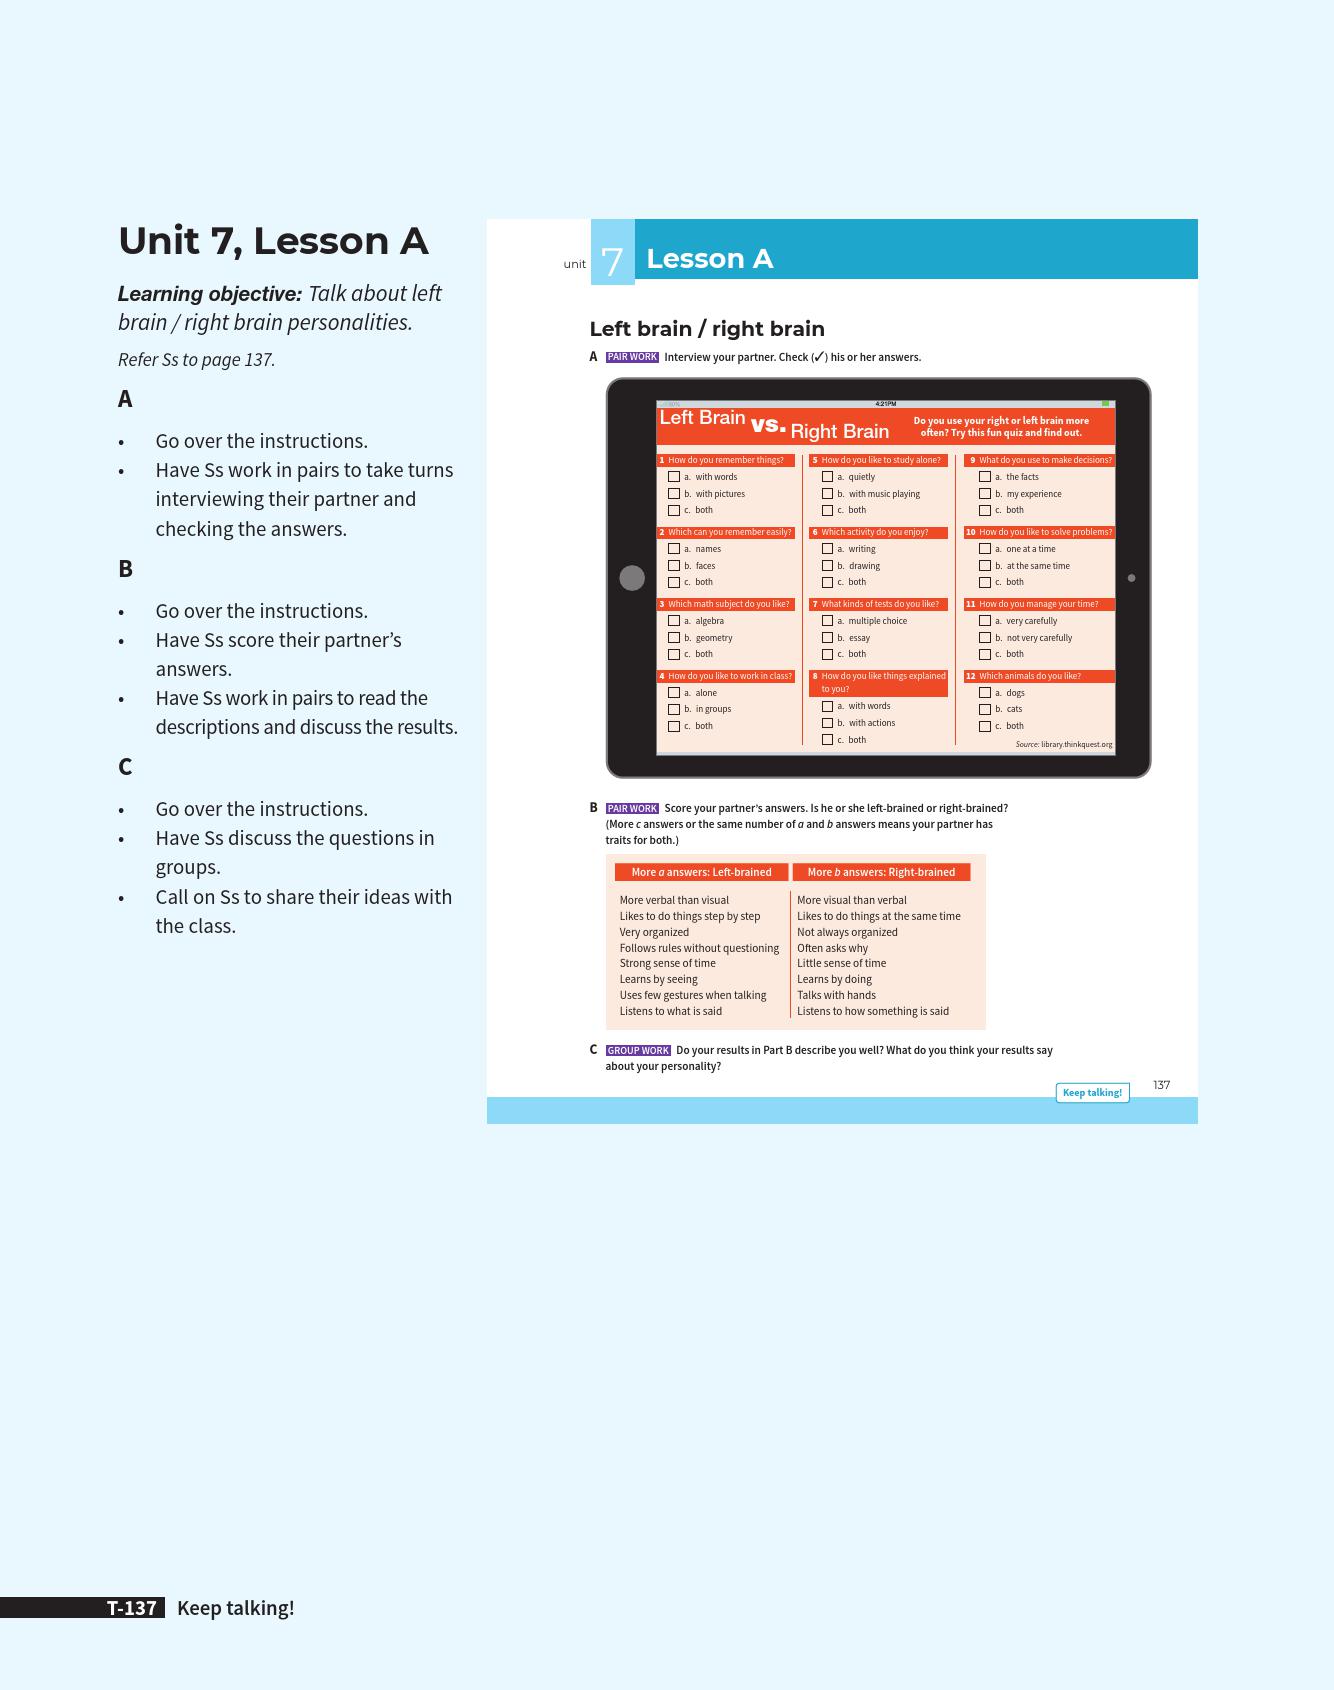 Unit 7, Lesson A
Learning objective: Talk about left
brain / right brain personalities.
Refer Ss to page 137.
A
• Go over the instructions.
• Have Ss work in pairs to take turns
interviewing their partner and
checking the answers.
B
• Go over the instructions.
• Have Ss score their partner’s
answers.
• Have Ss work in pairs to read the
descriptions and discuss the results.
C
• Go over the instructions.
• Have Ss discuss the questions in
groups.
• Call on Ss to share their ideas with
the class.
unit 7 Lesson A
Left brain / right brain
A PAIR WORK Interview your partner. Check (✓) his or her answers.
4:21PM
Left Brain vs. Right Brain
Do you use your right or left brain more
often? Try this fun quiz and find out.
1 How do you remember things?
a. with words
b. with pictures
c. both
2 Which can you remember easily?
a. names
b. faces
c. both
3 Which math subject do you like?
a. algebra
b. geometry
c. both
4 How do you like to work in class?
a. alone
b. in groups
c. both
5 How do you like to study alone?
a. quietly
b. with music playing
c. both
6 Which activity do you enjoy?
a. writing
b. drawing
c. both
7 What kinds of tests do you like?
a. multiple choice
b. essay
c. both
8 How do you like things explained
to you?
a. with words
b. with actions
c. both
9 What do you use to make decisions?
a. the facts
b. my experience
c. both
10 How do you like to solve problems?
a. one at a time
b. at the same time
c. both
11 How do you manage your time?
a. very carefully
b. not very carefully
c. both
12 Which animals do you like?
a. dogs
b. cats
c. both
Source: library.thinkquest.org
B PAIR WORK Score your partner’s answers. Is he or she left-brained or right-brained?
(More c answers or the same number of a and b answers means your partner has
traits for both.)
More a answers: Left-brained
More verbal than visual
Likes to do things step by step
Very organized
Follows rules without questioning
Strong sense of time
Learns by seeing
Uses few gestures when talking
Listens to what is said
More b answers: Right-brained
More visual than verbal
Likes to do things at the same time
Not always organized
Often asks why
Little sense of time
Learns by doing
Talks with hands
Listens to how something is said
C GROUP WORK Do your results in Part B describe you well? What do you think your results say
about your personality?
Keep talking! 137
T-137 Keep talking!